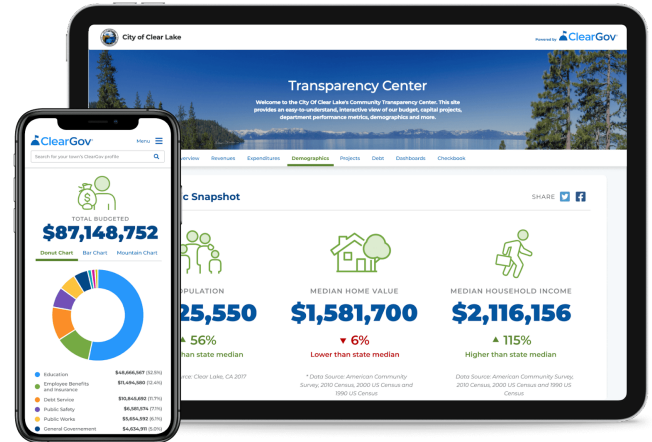 City of Clear Lake
Powered by ClearGov
Transparency Center
Welcome to the City Of Clear Lake's Community Transparency Center. This site
provides an easy-to-understand, interactive view of our budget, capital projects,
department performance metrics, demographics and more.
erview Revenues Expenditures Demographics Projects Debt Dashboards Checkbook
c Snapshot
SHARE
OPULATION
25,550
56%
han state median
urce: Clear Lake, CA 2017
MEDIAN HOME VALUE
$1,581,700
6%
Lower than state median
* Data Source: American Community
Survey, 2010 Census, 2000 US Census and
1990 US Census
MEDIAN HOUSEHOLD INCOME
$2,116,156
115%
Higher than state median
Data Source: American Community Survey,
2010 Census, 2000 US Census and 1990 US
Census
ClearGov
Menu
Search for your town's ClearGov profile
TOTAL BUDGETED
$87,148,752
Donut Chart Bar Chart Mountain Chart
Education $48,666,567 (52.5%)
Employee Benefits
and Insurance $11,494,580 (12.4%)
Debt Service $10,845,692 (11.7%)
Public Safety $6,581,574 (7.1%)
Public Works $5,654,592 (6.1%)
General Governement $4,634,911 (5.0%)